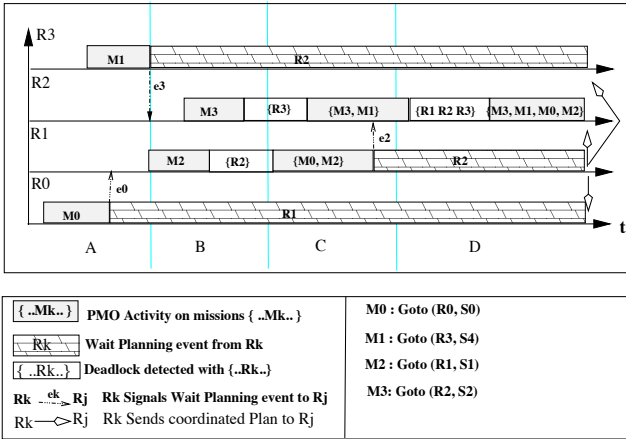 R3
M1
R2
R2
e3
M3
{R3}
{M3, M1}
{R1 R2 R3}
{M3, M1, M0, M2}
R1
e2
M2
{R2}
{M0, M2}
R2
R0
e0
M0
R1
t
A
B
C
D
{ ..Mk.. } PMO Activity on missions { ..Mk.. }
Rk Wait Planning event from Rk
{ ..Rk..} Deadlock detected with {..Rk..}
Rk ek Rj Rk Signals Wait Planning event to Rj
Rk Rj Rk Sends coordinated Plan to Rj
M0 : Goto (R0, S0)
M1 : Goto (R3, S4)
M2 : Goto (R1, S1)
M3: Goto (R2, S2)